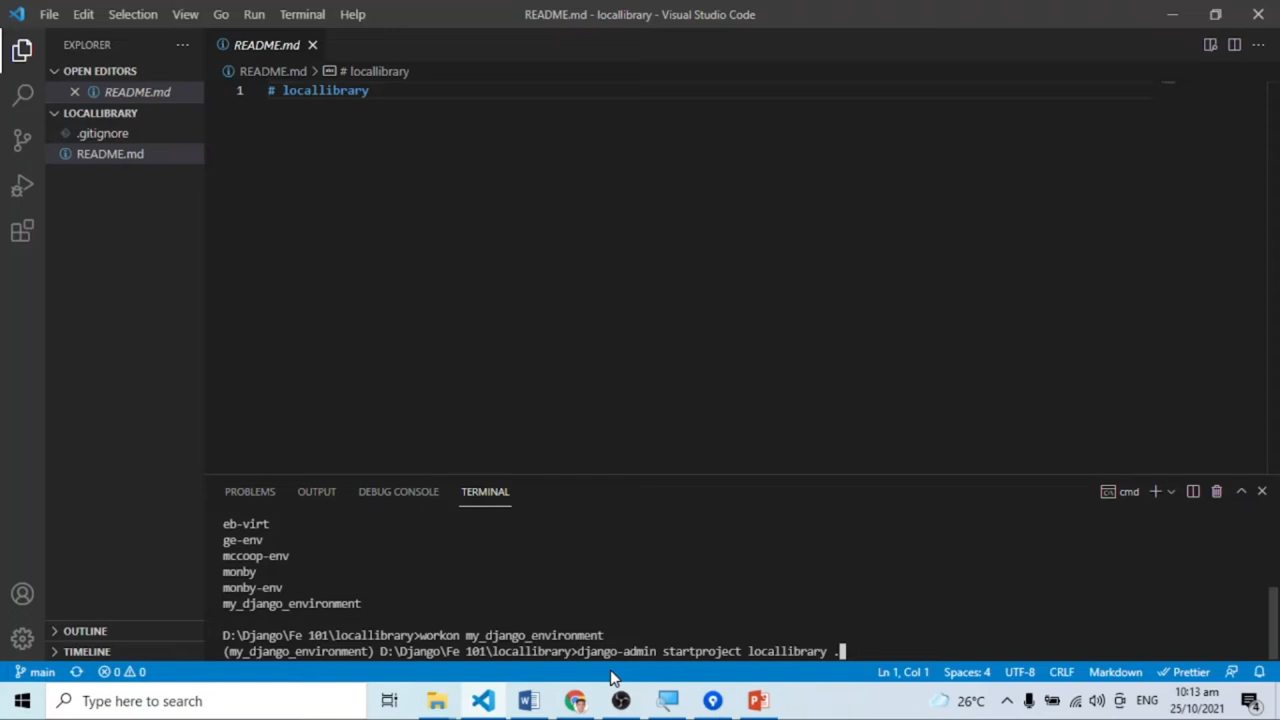 File Edit Selection View Go Run Terminal Help
README.md - locallibrary - Visual Studio Code
EXPLORER
README.md
OPEN EDITORS
README.md > # locallibrary
README.md
1 # locallibrary
LOCALLIBRARY
.gitignore
README.md
PROBLEMS OUTPUT DEBUG CONSOLE TERMINAL
cmd
eb-virt
ge-env
mccoop-env
monby
monby-env
my_django_environment
D:\Django\Fe 101\locallibrary>workon my_django_environment
(my_django_environment) D:\Django\Fe 101\locallibrary>django-admin startproject locallibrary .
OUTLINE
TIMELINE
main 0 0 Ln 1, Col 1 Spaces: 4 UTF-8 CRLF Markdown Prettier
Type here to search
26°C ENG
10:13 am
25/10/2021
4